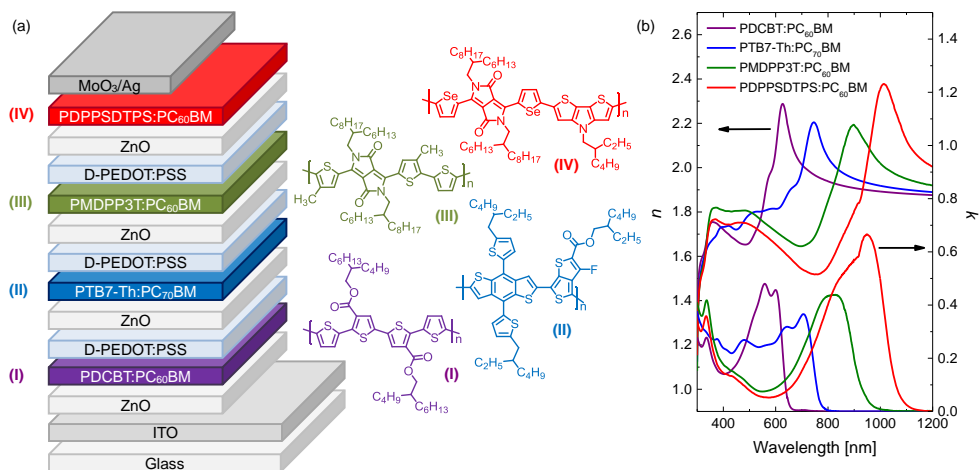 (a)
MoO₃/Ag
(IV)
PDPPSDTPS:PC₆₀BM
ZnO
D-PEDOT:PSS
(III)
PMDPP3T:PC₆₀BM
ZnO
D-PEDOT:PSS
(II)
PTB7-Th:PC₇₀BM
ZnO
D-PEDOT:PSS
(I)
PDCBT:PC₆₀BM
ZnO
ITO
Glass
C₈H₁₇
C₆H₁₃
N
O
Se
n
O
N
Se
S
S
N
C₆H₁₃
C₈H₁₇
C₂H₅
C₄H₉
(IV)
C₈H₁₇
C₆H₁₃
N
O
CH₃
S
S
n
S
H₃C
O
N
C₆H₁₃
C₈H₁₇
(III)
C₆H₁₃
C₄H₉
O
O
S
S
S
S
n
O
O
C₄H₉
C₆H₁₃
(I)
C₄H₉
C₂H₅
S
S
S
S
C₂H₅
C₄H₉
O
O
C₄H₉
C₂H₅
F
S
S
n
(II)
(b)
PDCBT:PC₆₀BM
PTB7-Th:PC₇₀BM
PMDPP3T:PC₆₀BM
PDPPSDTPS:PC₆₀BM
n
2.6
2.4
2.2
2.0
1.8
1.6
1.4
1.2
1.0
k
1.4
1.2
1.0
0.8
0.6
0.4
0.2
0.0
400 600 800 1000 1200
Wavelength [nm]